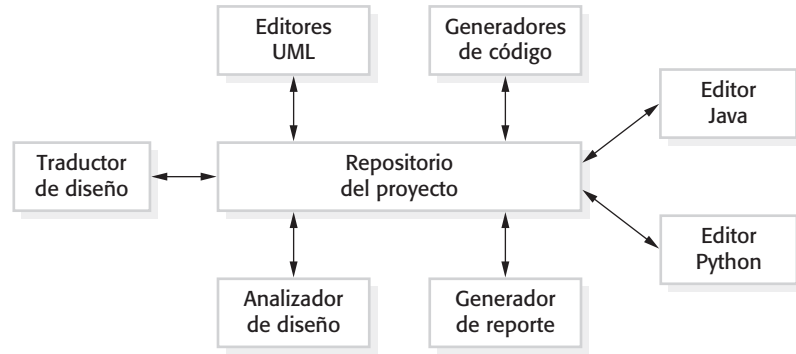 Editores
UML
Generadores
de código
Editor
Java
Traductor
de diseño
Repositorio
del proyecto
Editor
Python
Analizador
de diseño
Generador
de reporte